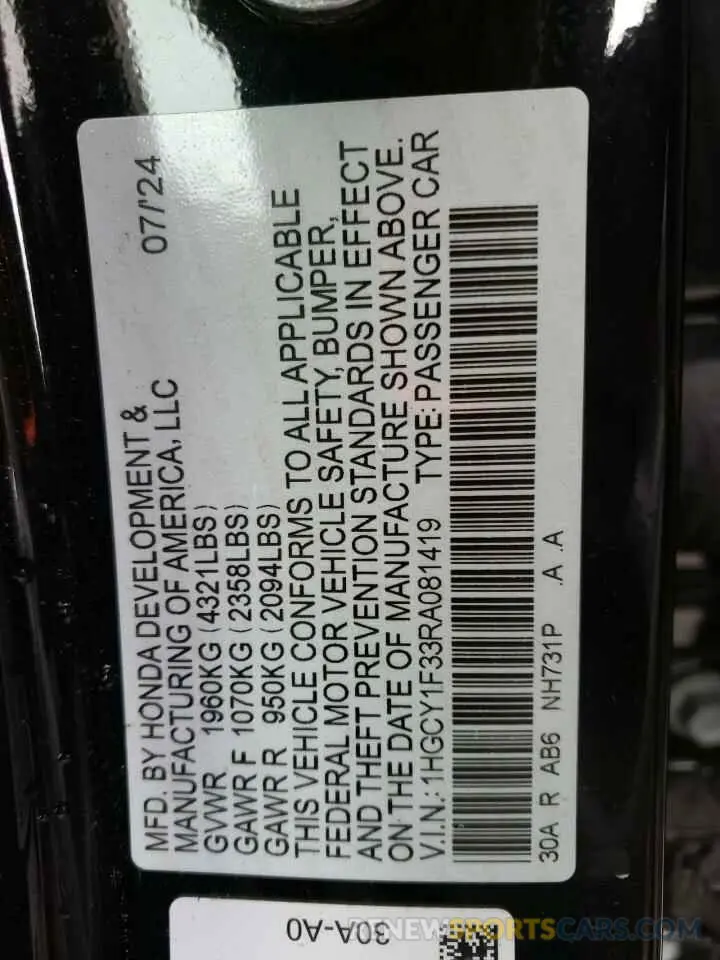 MFD. BY HONDA DEVELOPMENT &
MANUFACTURING OF AMERICA, LLC 07/'24
GVWR 1960KG (4321LBS)
GAWR F 1070KG (2358LBS)
GAWR R 950KG (2094LBS)
THIS VEHICLE CONFORMS TO ALL APPLICABLE
FEDERAL MOTOR VEHICLE SAFETY, BUMPER,
AND THEFT PREVENTION STANDARDS IN EFFECT
ON THE DATE OF MANUFACTURE SHOWN ABOVE.
V.I.N.: 1HGCY1F33RA081419 TYPE: PASSENGER CAR
30A R AB6 NH731P .A .A
30A-A0
RENEWSPORTSCARS.COM